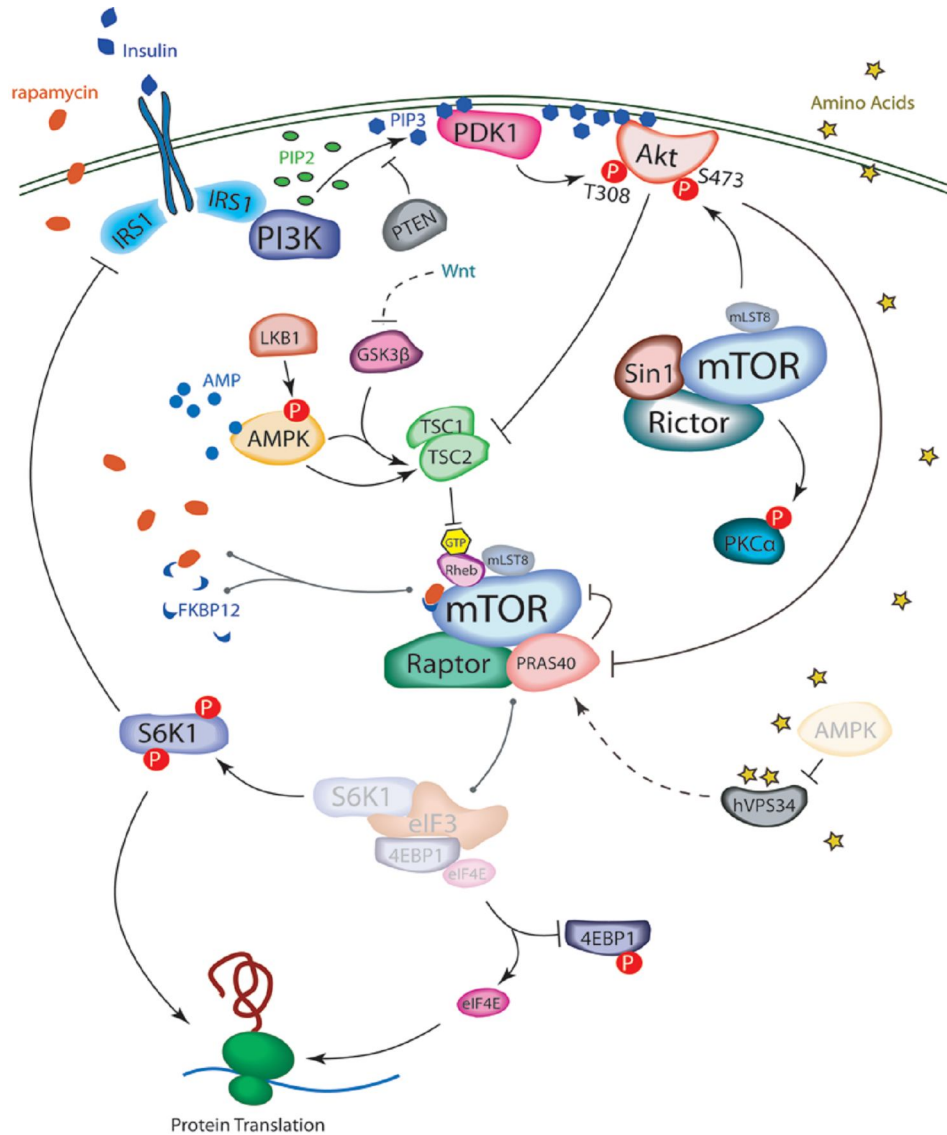 Insulin
rapamycin
Amino Acids
PIP3
PDK1
Akt
PIP2
P
T308
P
S473
IRS1
IRS1
PI3K
PTEN
Wnt
LKB1
GSK3β
mLST8
mTOR
Sin1
Rictor
AMP
P
AMPK
TSC1
TSC2
P
PKCα
GTP
Rheb
mLST8
mTOR
FKBP12
Raptor
PRAS40
P
S6K1
P
AMPK
hVPS34
S6K1
eIF3
4EBP1
eIF4E
4EBP1
P
eIF4E
Protein Translation